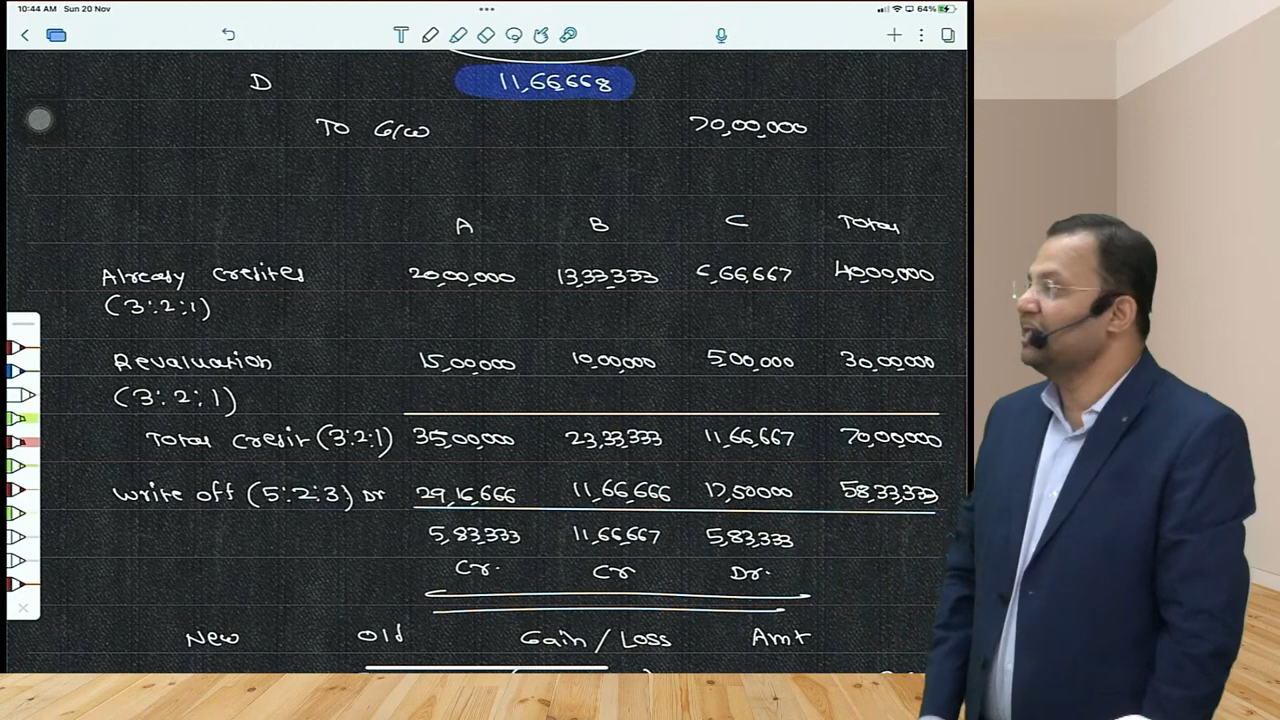 10:44 AM Sun 20 Nov
64%
D 11,66,668
To G/w 70,00,000
A B C Total
Already credited 20,00,000 13,33,333 6,66,667 40,00,000
(3:2:1)
Revaluation 15,00,000 10,00,000 5,00,000 30,00,000
(3:2:1)
Total credit (3:2:1) 35,00,000 23,33,333 11,66,667 70,00,000
write off (5:2:3) Dr 29,16,666 11,66,666 17,50000 58,33,333
5,83,333 11,66,667 5,83,333
Cr. Cr Dr.
New Old Gain / Loss Amt